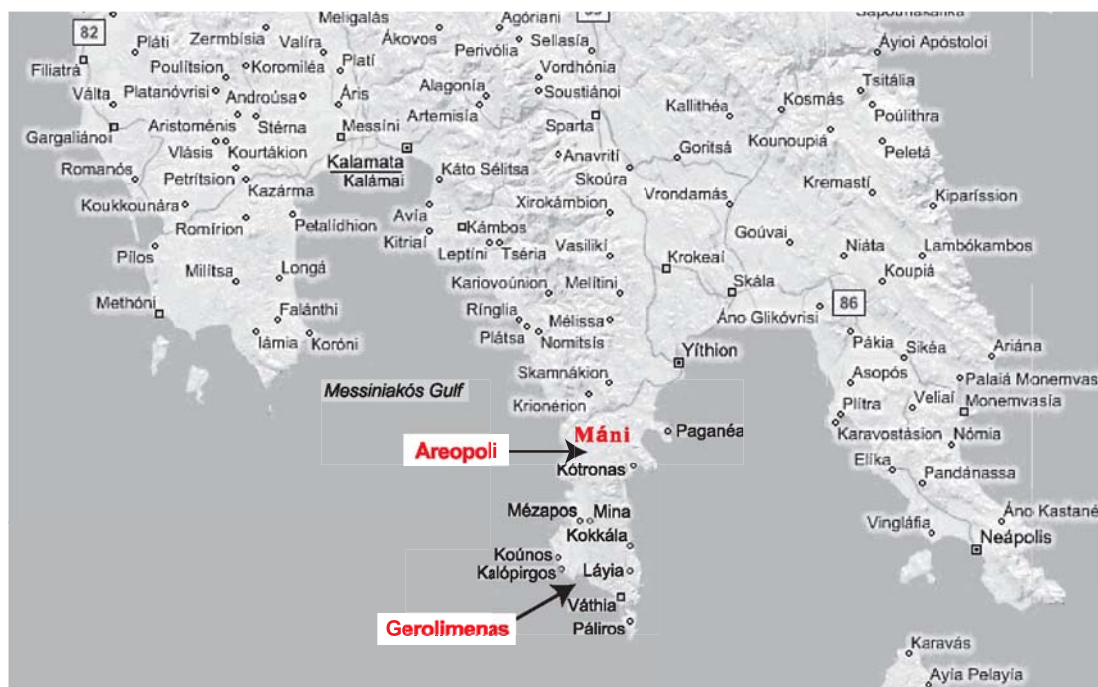 Meligalás
Agóriani
82
Pláti
Zermbísia
Valíra
Ákovos
Perivólia
Sellasía
Áyioi Apóstoloi
Filiatrá
Poulítsion
Koromiléa
Platí
Vordhónia
Tsitália
Válta
Platanóvrisi
Androúsa
Áris
Alagonía
Soustiánoi
Kallithéa
Kosmás
Poúlithra
Artemisía
Gargaliánoi
Aristoménis
Stérna
Messíni
Sparta
Kounoupiá
Vlásis
Kourtákion
Kalamata
Anavrití
Goritsá
Peletá
Romanós
Petrítsion
Kazárma
Kalámai
Káto Sélitsa
Skoúra
Kremastí
Koukkounára
Petalídhion
Avía
Xirokámbion
Vrondamás
Kiparíssion
Romírion
Kitriaí
Kámbos
Goúvai
Pílos
Leptíni
Tséria
Vasilikí
Krokeaí
Niáta
Lambókambos
Milítsa
Longá
Kariovoúnion
Melítini
Skála
Koupiá
Methóni
Falánthi
Rínglia
Mélissa
Áno Glikóvrisi
86
Iámia
Koróni
Plátsa
Nomitsís
Yíthion
Pákia
Sikéa
Ariána
Skamnákion
Asopós
Palaiá Monemvas
Messiniakós Gulf
Krionérion
Plítra
Veliaí
Monemvasía
Máni
Paganéa
Karavostásion
Nómia
Areopoli
Kótronas
Elíka
Pandánassa
Mézapos
Mina
Vingláfia
Áno Kastané
Kokkála
Neápolis
Koúnos
Kalópirgos
Láyia
Váthia
Gerolimenas
Páliros
Karavás
Ayía Pelayía